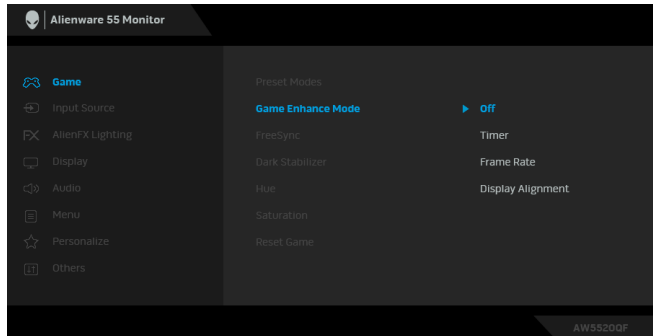 Alienware 55 Monitor
Game
Input Source
AlienFX Lighting
Display
Audio
Menu
Personalize
Others
Preset Modes
Game Enhance Mode
FreeSync
Dark Stabilizer
Hue
Saturation
Reset Game
Off
Timer
Frame Rate
Display Alignment
AW5520QF